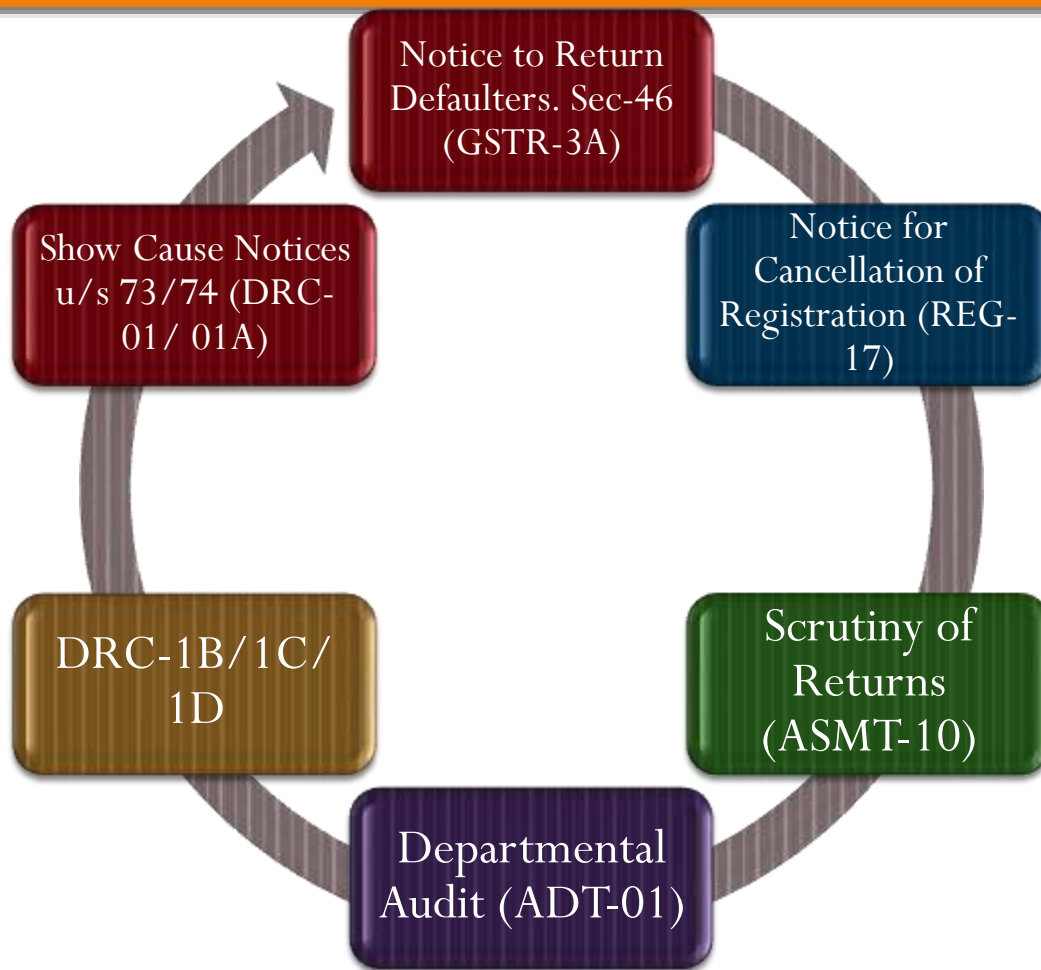 Notice to Return
Defaulters. Sec-46
(GSTR-3A)
Notice for
Cancellation of
Registration (REG-
17)
Scrutiny of
Returns
(ASMT-10)
Departmental
Audit (ADT-01)
DRC-1B/1C/
1D
Show Cause Notices
u/s 73/74 (DRC-
01/ 01A)